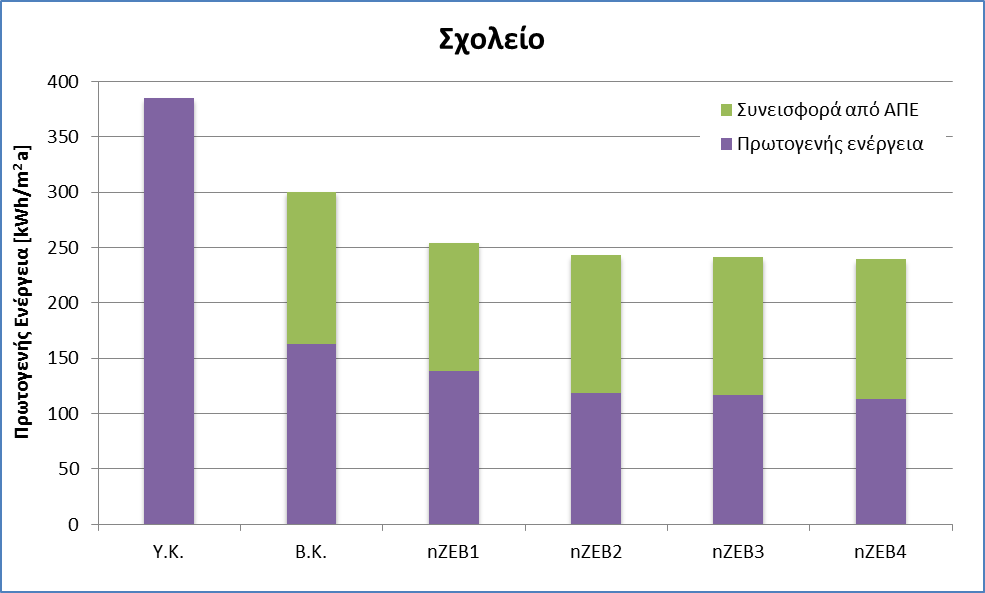 Σχολείο
Πρωτογενής Ενέργεια [kWh/m² a]
400
350
300
250
200
150
100
50
0
Συνεισφορά από ΑΠΕ
Πρωτογενής ενέργεια
Υ.Κ.
Β.Κ.
nZEB1
nZEB2
nZEB3
nZEB4